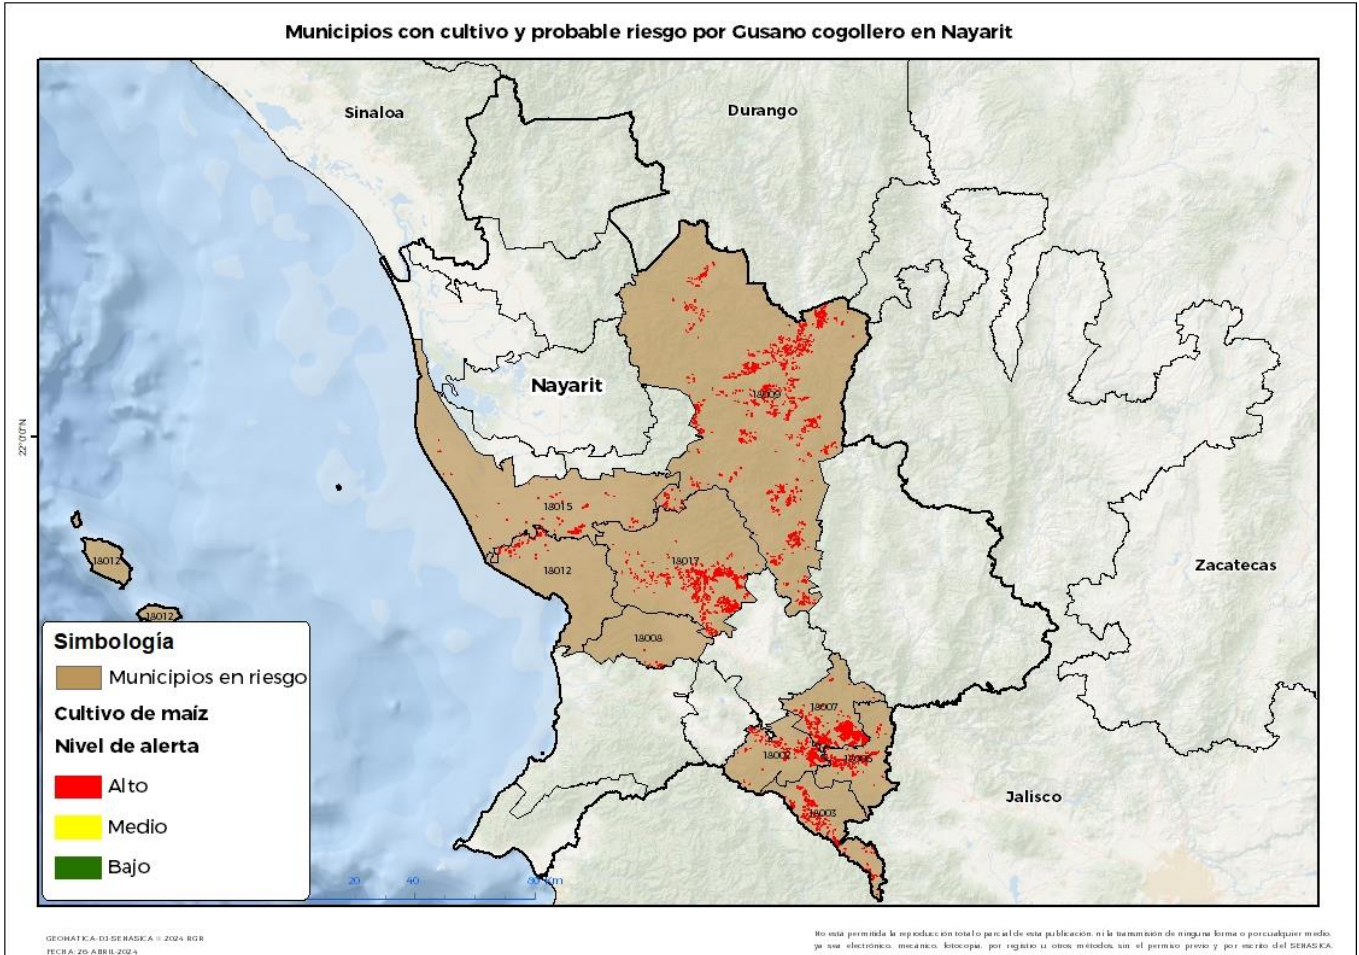 Municipios con cultivo y probable riesgo por Gusano cogollero en Nayarit
Sinaloa
Durango
Nayarit
18009
22°0'0"N
18015
18012
18012
18017
18012
Zacatecas
18008
18007
18003
Jalisco
Simbología
Municipios en riesgo
Cultivo de maíz
Nivel de alerta
Alto
Medio
Bajo
20 40 80 Km
GEOMATICA-DJ-SENASICA © 2024 RGR
FECHA: 26-ABRIL-2024
No está permitida la reproducción total o parcial de esta publicación, ni la transmisión de ninguna forma o por cualquier medio,
ya sea electrónico, mecánico, fotocopia, por registro u otros métodos, sin el permiso previo y por escrito del SENASICA.